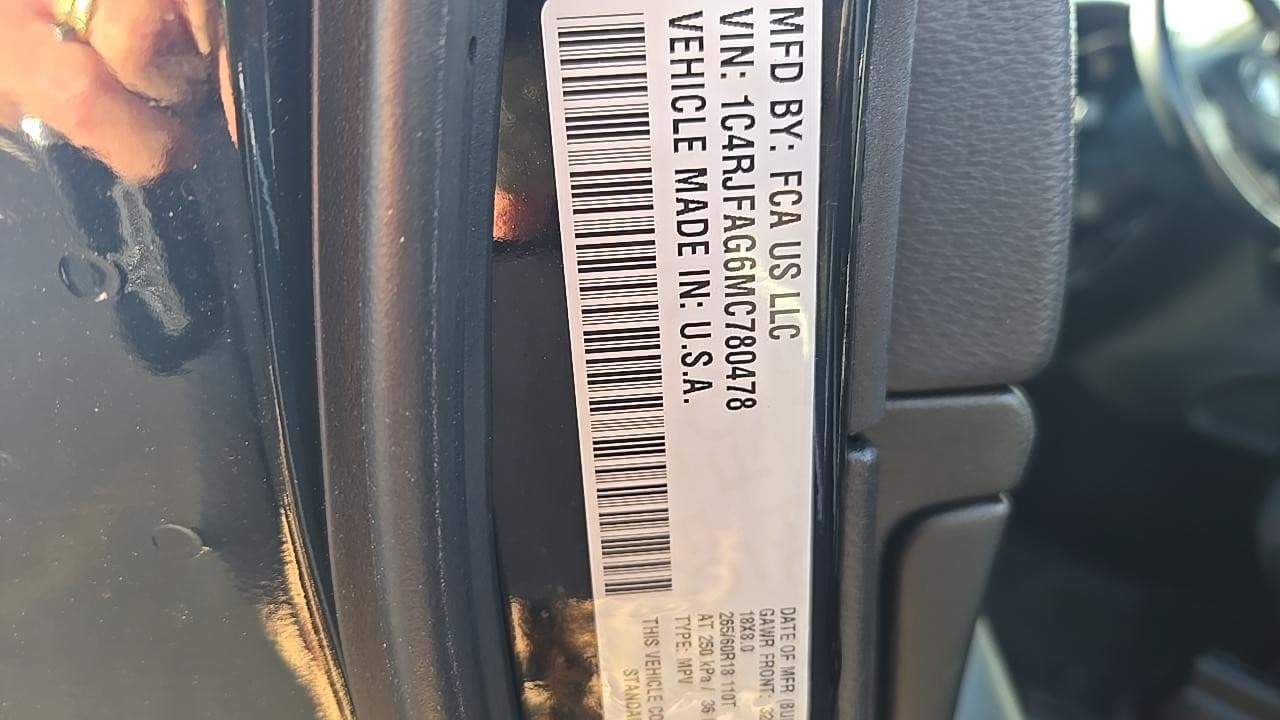 MFD BY: FCA US LLC
VIN: 1C4RJFAG6MC780478
VEHICLE MADE IN: U.S.A.
DATE OF MFR
GAWR FRONT:
18X8.0
265/60R18 110T
AT 250 kPa / 36
TYPE: MPV
THIS VEHICLE